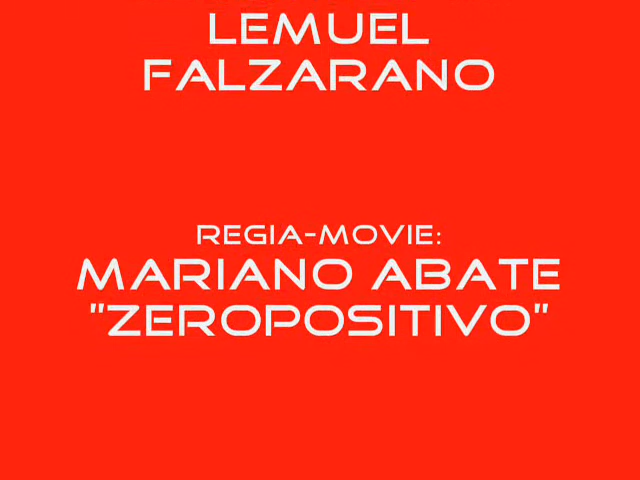 LEMUEL
FALZARANO
REGIA-MOVIE:
MARIANO ABATE
"ZEROPOSITIVO"